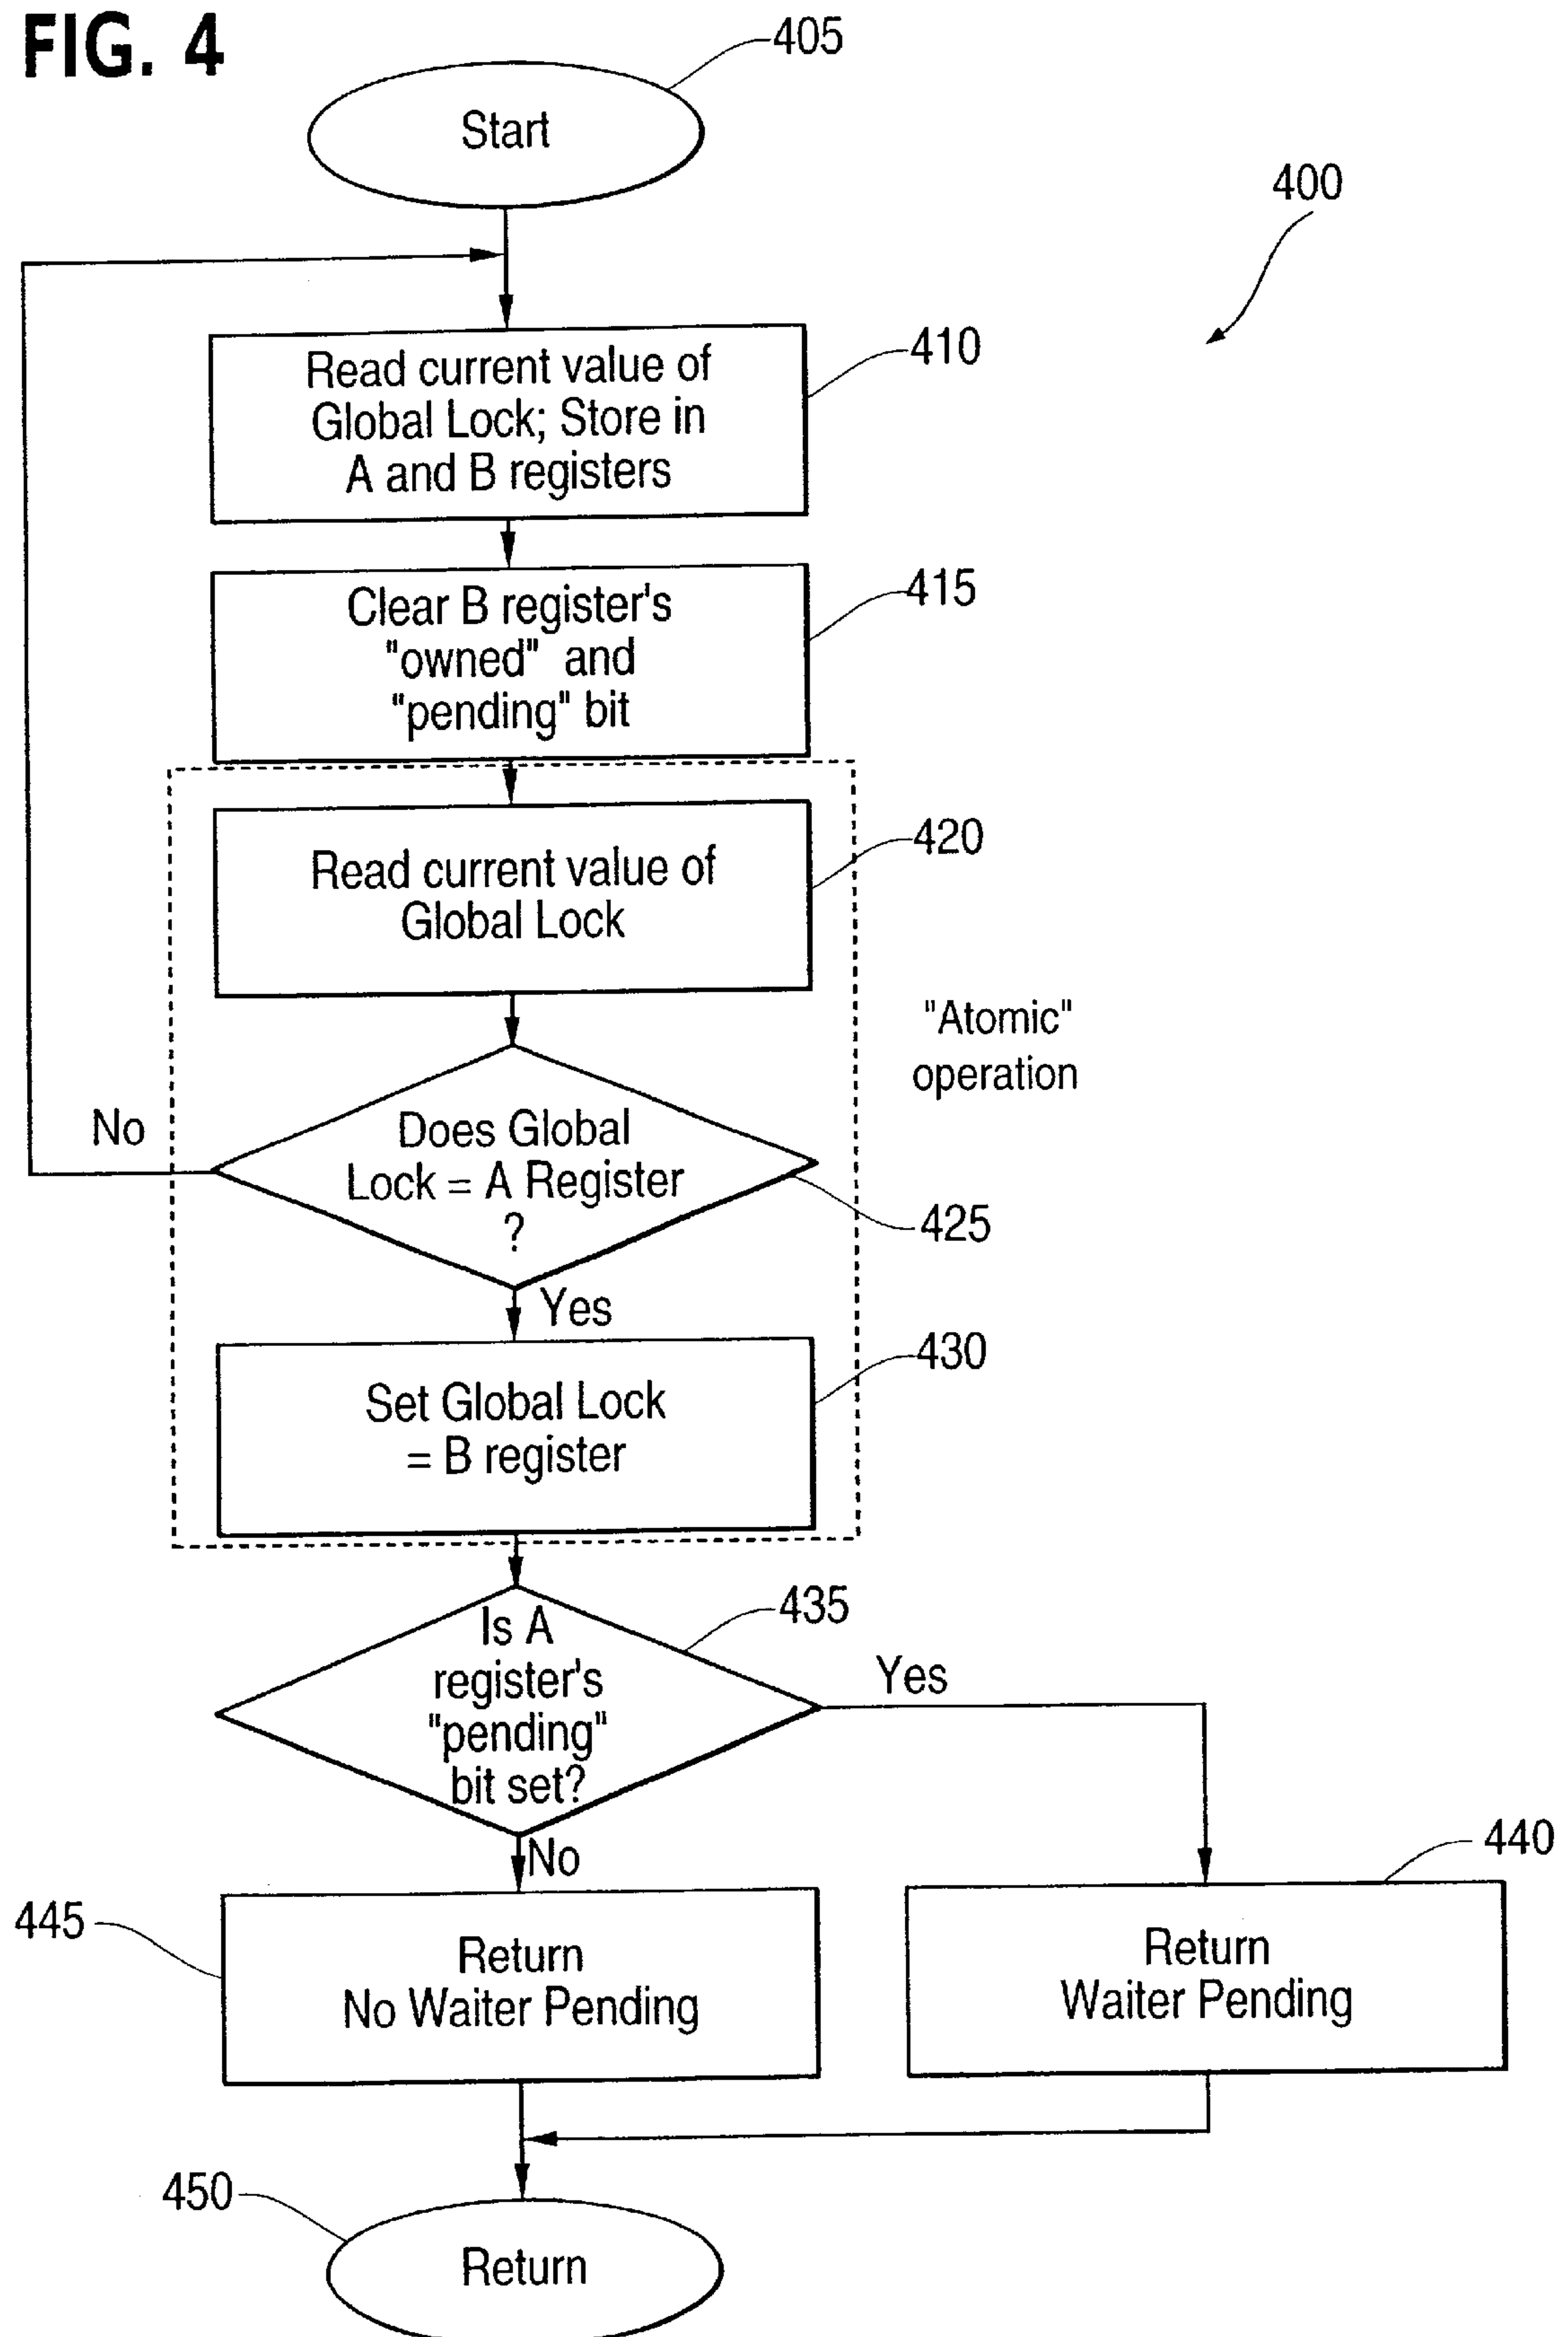 FIG. 4
405
Start
400
410
Read current value of
Global Lock; Store in
A and B registers
415
Clear B register's
"owned" and
"pending" bit
420
Read current value of
Global Lock
"Atomic"
operation
No
Does Global
Lock = A Register
?
425
Yes
430
Set Global Lock
= B register
435
Is A
register's
"pending"
bit set?
Yes
No
440
445
Return
No Waiter Pending
Return
Waiter Pending
450
Return